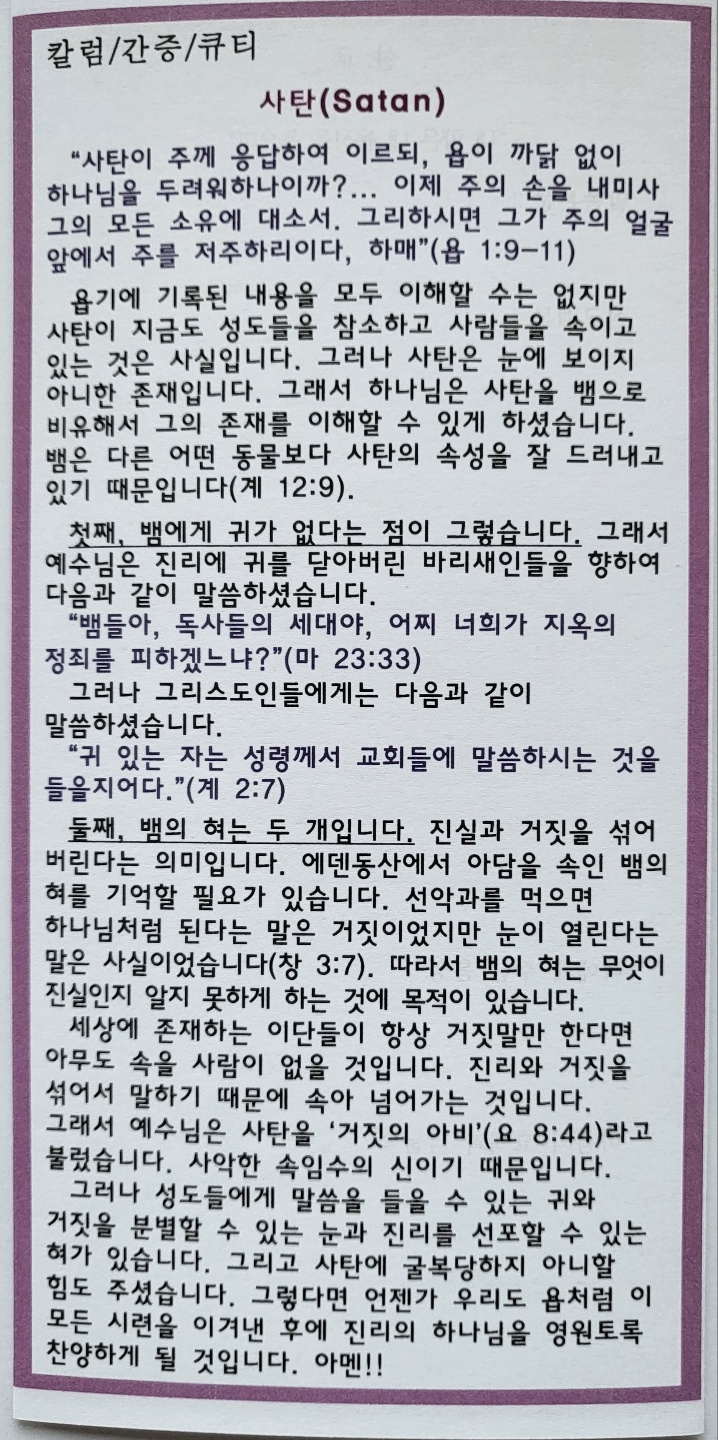 칼럼/간증/큐티
사탄(Satan)
“사탄이 주께 응답하여 이르되, 욥이 까닭 없이
하나님을 두려워하나이까?... 이제 주의 손을 내미사
그의 모든 소유에 대소서. 그리하시면 그가 주의 얼굴
앞에서 주를 저주하리이다, 하매”(욥 1:9-11)
욥기에 기록된 내용을 모두 이해할 수는 없지만
사탄이 지금도 성도들을 참소하고 사람들을 속이고
있는 것은 사실입니다. 그러나 사탄은 눈에 보이지
아니한 존재입니다. 그래서 하나님은 사탄을 뱀으로
비유해서 그의 존재를 이해할 수 있게 하셨습니다.
뱀은 다른 어떤 동물보다 사탄의 속성을 잘 드러내고
있기 때문입니다(계 12:9).
첫째, 뱀에게 귀가 없다는 점이 그렇습니다. 그래서
예수님은 진리에 귀를 닫아버린 바리새인들을 향하여
다음과 같이 말씀하셨습니다.
“뱀들아, 독사들의 세대야, 어찌 너희가 지옥의
정죄를 피하겠느냐?”(마 23:33)
그러나 그리스도인들에게는 다음과 같이
말씀하셨습니다.
“귀 있는 자는 성령께서 교회들에 말씀하시는 것을
들을지어다.”(계 2:7)
둘째, 뱀의 혀는 두 개입니다. 진실과 거짓을 섞어
버린다는 의미입니다. 에덴동산에서 아담을 속인 뱀의
혀를 기억할 필요가 있습니다. 선악과를 먹으면
하나님처럼 된다는 말은 거짓이었지만 눈이 열린다는
말은 사실이었습니다(창 3:7). 따라서 뱀의 혀는 무엇이
진실인지 알지 못하게 하는 것에 목적이 있습니다.
세상에 존재하는 이단들이 항상 거짓말만 한다면
아무도 속을 사람이 없을 것입니다. 진리와 거짓을
섞어서 말하기 때문에 속아 넘어가는 것입니다.
그래서 예수님은 사탄을 ‘거짓의 아비’(요 8:44)라고
불렀습니다. 사악한 속임수의 신이기 때문입니다.
그러나 성도들에게 말씀을 들을 수 있는 귀와
거짓을 분별할 수 있는 눈과 진리를 선포할 수 있는
혀가 있습니다. 그리고 사탄에 굴복당하지 아니할
힘도 주셨습니다. 그렇다면 언젠가 우리도 욥처럼 이
모든 시련을 이겨낸 후에 진리의 하나님을 영원토록
찬양하게 될 것입니다. 아멘!!